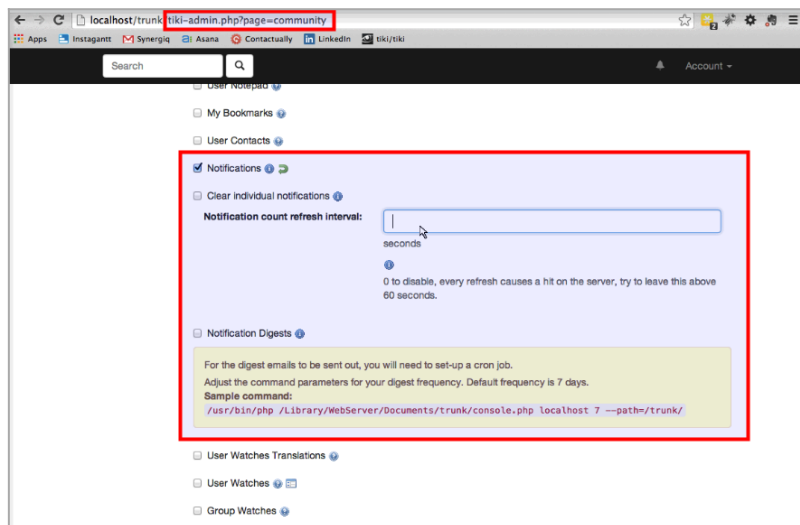 localhost/trunk/tiki-admin.php?page=community
2
Apps Instagantt Synergiq Asana Contactually LinkedIn tiki/tiki
Search Account
User Notepad
My Bookmarks
User Contacts
Notifications
Clear individual notifications
Notification count refresh interval:
seconds
0 to disable, every refresh causes a hit on the server, try to leave this above
60 seconds.
Notification Digests
For the digest emails to be sent out, you will need to set-up a cron job.
Adjust the command parameters for your digest frequency. Default frequency is 7 days.
Sample command:
/usr/bin/php /Library/WebServer/Documents/trunk/console.php localhost 7 --path=/trunk/
User Watches Translations
User Watches
Group Watches